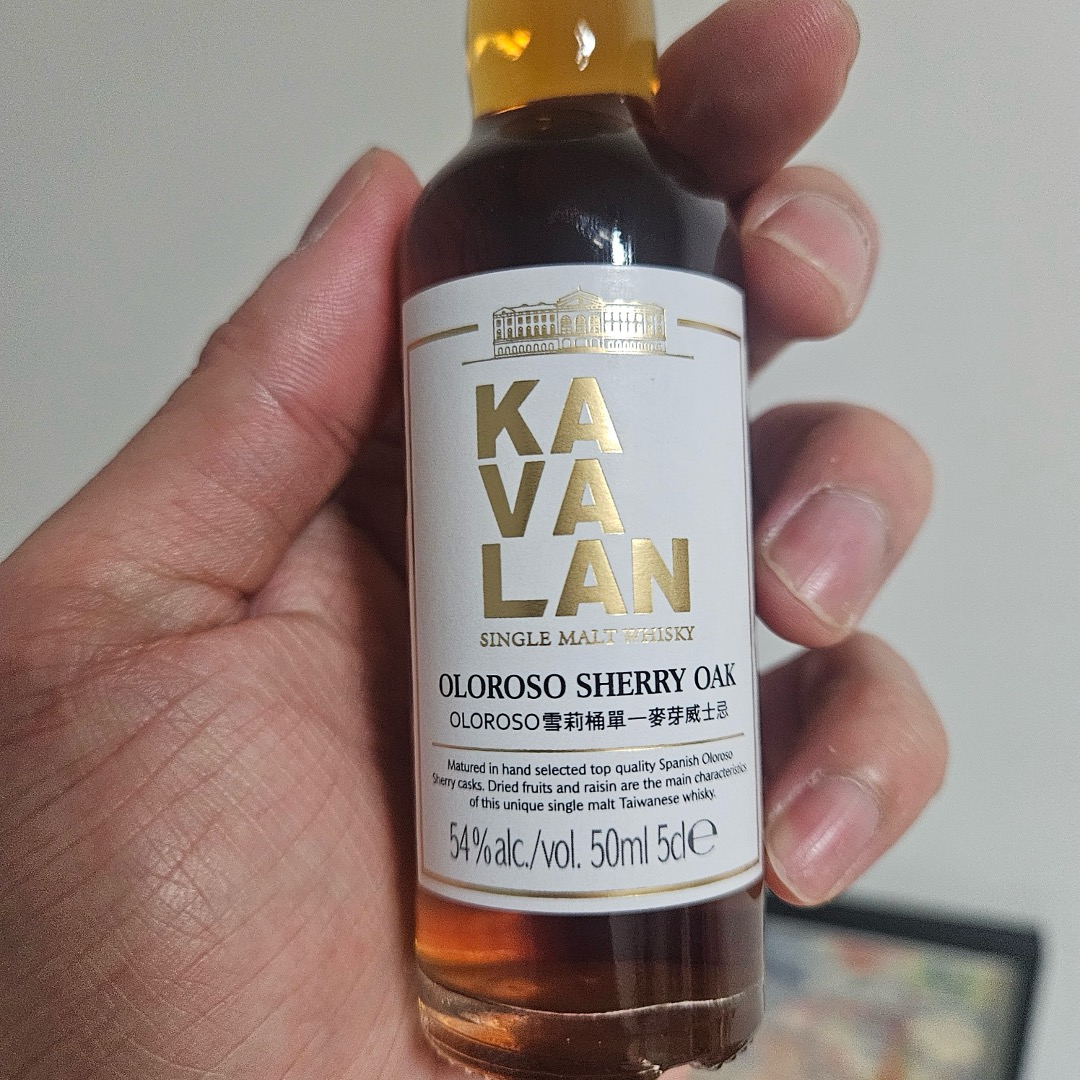 KA
VA
LAN
SINGLE MALT WHISKY
OLOROSO SHERRY OAK
OLOROSO雪莉桶單一麥芽威士忌
Matured in hand selected top quality Spanish Oloroso
Sherry casks. Dried fruits and raisin are the main characteristics
of this unique single malt Taiwanese whisky.
54%alc./vol. 50ml 5cl℮